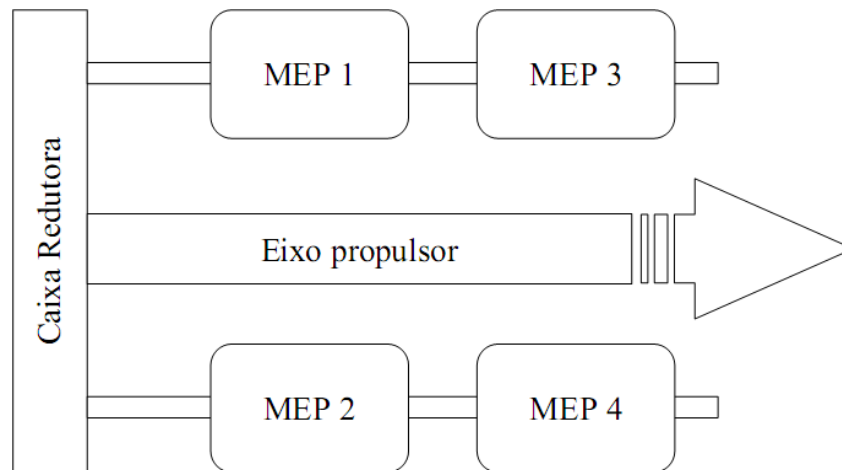 Caixa Redutora
MEP 1
MEP 3
Eixo propulsor
MEP 2
MEP 4